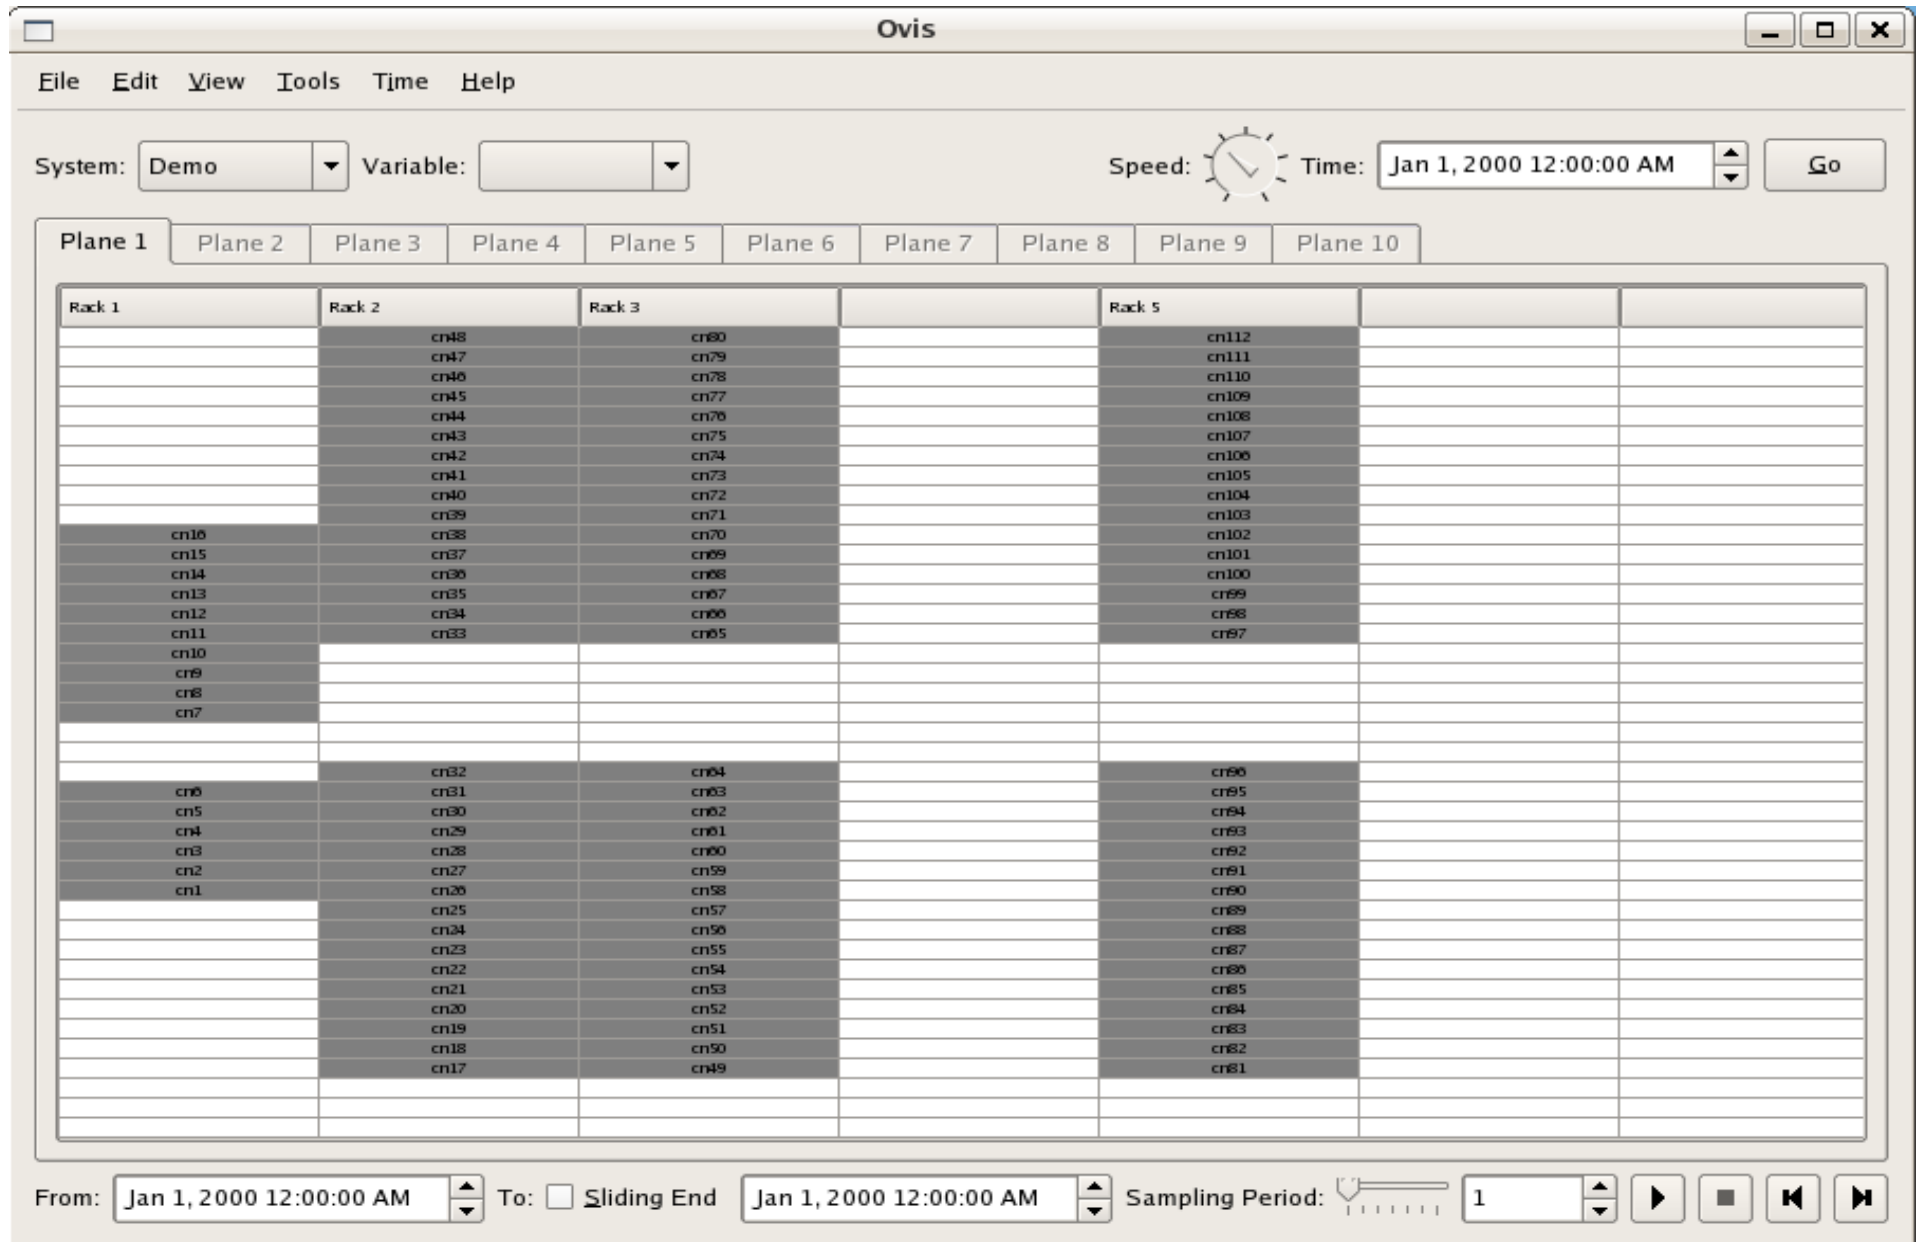 Ovis
File Edit View Tools Time Help
System: Demo Variable: Speed: Time: Jan 1, 2000 12:00:00 AM Go
Plane 1 Plane 2 Plane 3 Plane 4 Plane 5 Plane 6 Plane 7 Plane 8 Plane 9 Plane 10
Rack 1 Rack 2 Rack 3 Rack 5
cn48 cn80 cn112
cn47 cn79 cn111
cn46 cn78 cn110
cn45 cn77 cn109
cn44 cn76 cn108
cn43 cn75 cn107
cn42 cn74 cn106
cn41 cn73 cn105
cn40 cn72 cn104
cn39 cn71 cn103
cn16 cn38 cn70 cn102
cn15 cn37 cn69 cn101
cn14 cn36 cn68 cn100
cn13 cn35 cn67 cn99
cn12 cn34 cn66 cn98
cn11 cn33 cn65 cn97
cn10
cn9
cn8
cn7
cn32 cn64 cn96
cn6 cn31 cn63 cn95
cn5 cn30 cn62 cn94
cn4 cn29 cn61 cn93
cn3 cn28 cn60 cn92
cn2 cn27 cn59 cn91
cn1 cn26 cn58 cn90
cn25 cn57 cn89
cn24 cn56 cn88
cn23 cn55 cn87
cn22 cn54 cn86
cn21 cn53 cn85
cn20 cn52 cn84
cn19 cn51 cn83
cn18 cn50 cn82
cn17 cn49 cn81
From: Jan 1, 2000 12:00:00 AM To: Sliding End Jan 1, 2000 12:00:00 AM Sampling Period: 1